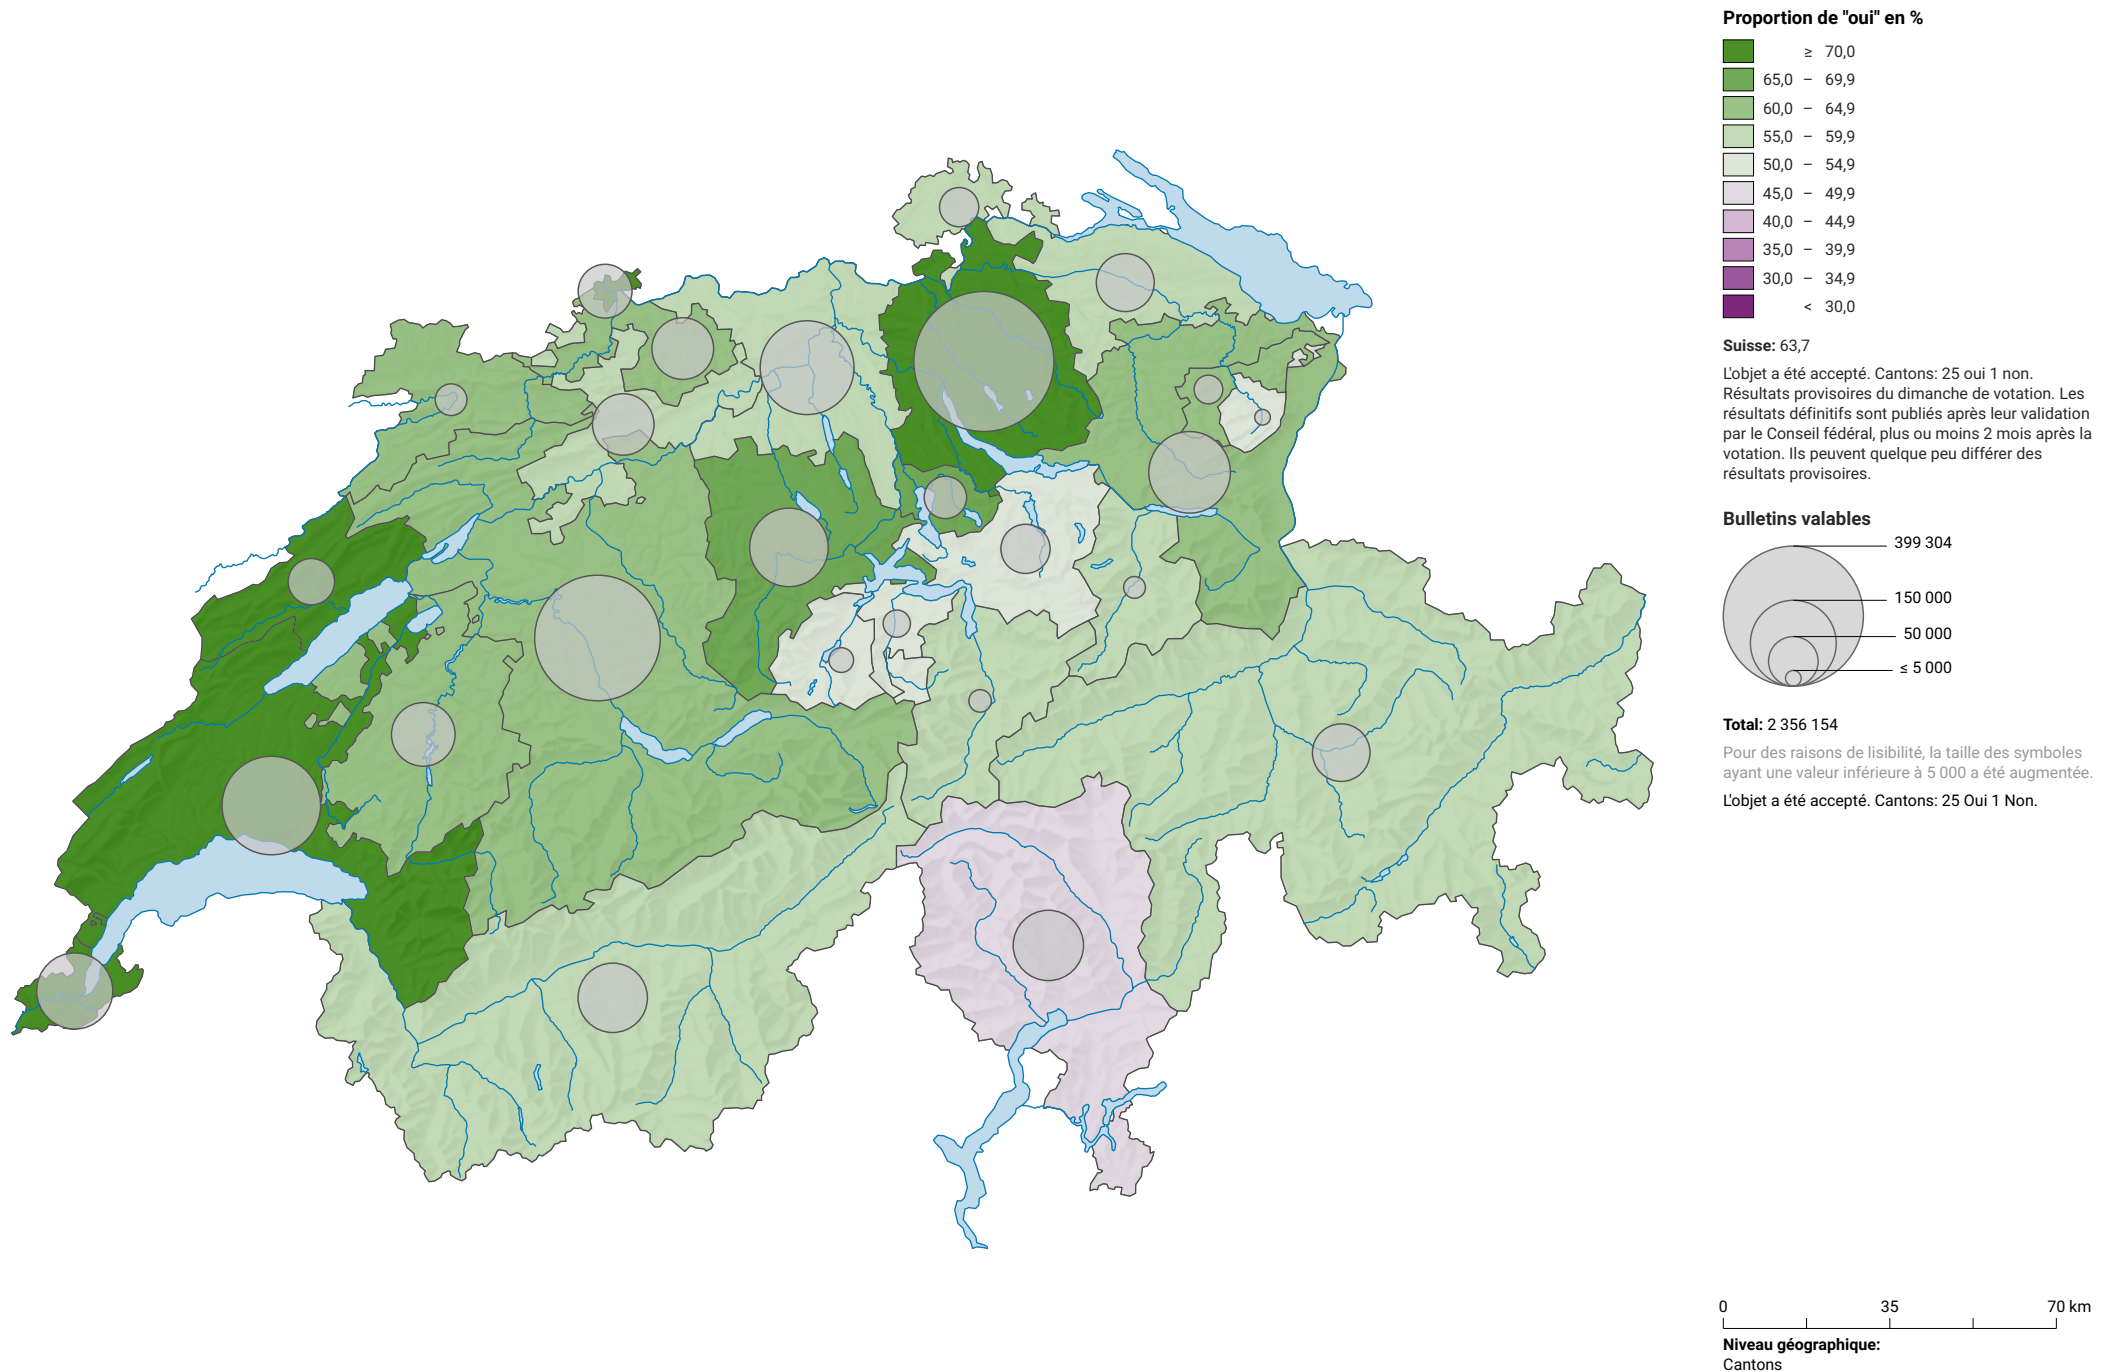 Proportion de "oui" en %
≥ 70,0
65,0 – 69,9
60,0 – 64,9
55,0 – 59,9
50,0 – 54,9
45,0 – 49,9
40,0 – 44,9
35,0 – 39,9
30,0 – 34,9
< 30,0
Suisse: 63,7
L'objet a été accepté. Cantons: 25 oui 1 non.
Résultats provisoires du dimanche de votation. Les
résultats définitifs sont publiés après leur validation
par le Conseil fédéral, plus ou moins 2 mois après la
votation. Ils peuvent quelque peu différer des
résultats provisoires.
Bulletins valables
399 304
150 000
50 000
≤ 5 000
Total: 2 356 154
Pour des raisons de lisibilité, la taille des symboles
ayant une valeur inférieure à 5 000 a été augmentée.
L'objet a été accepté. Cantons: 25 Oui 1 Non.
0 35 70 km
Niveau géographique:
Cantons